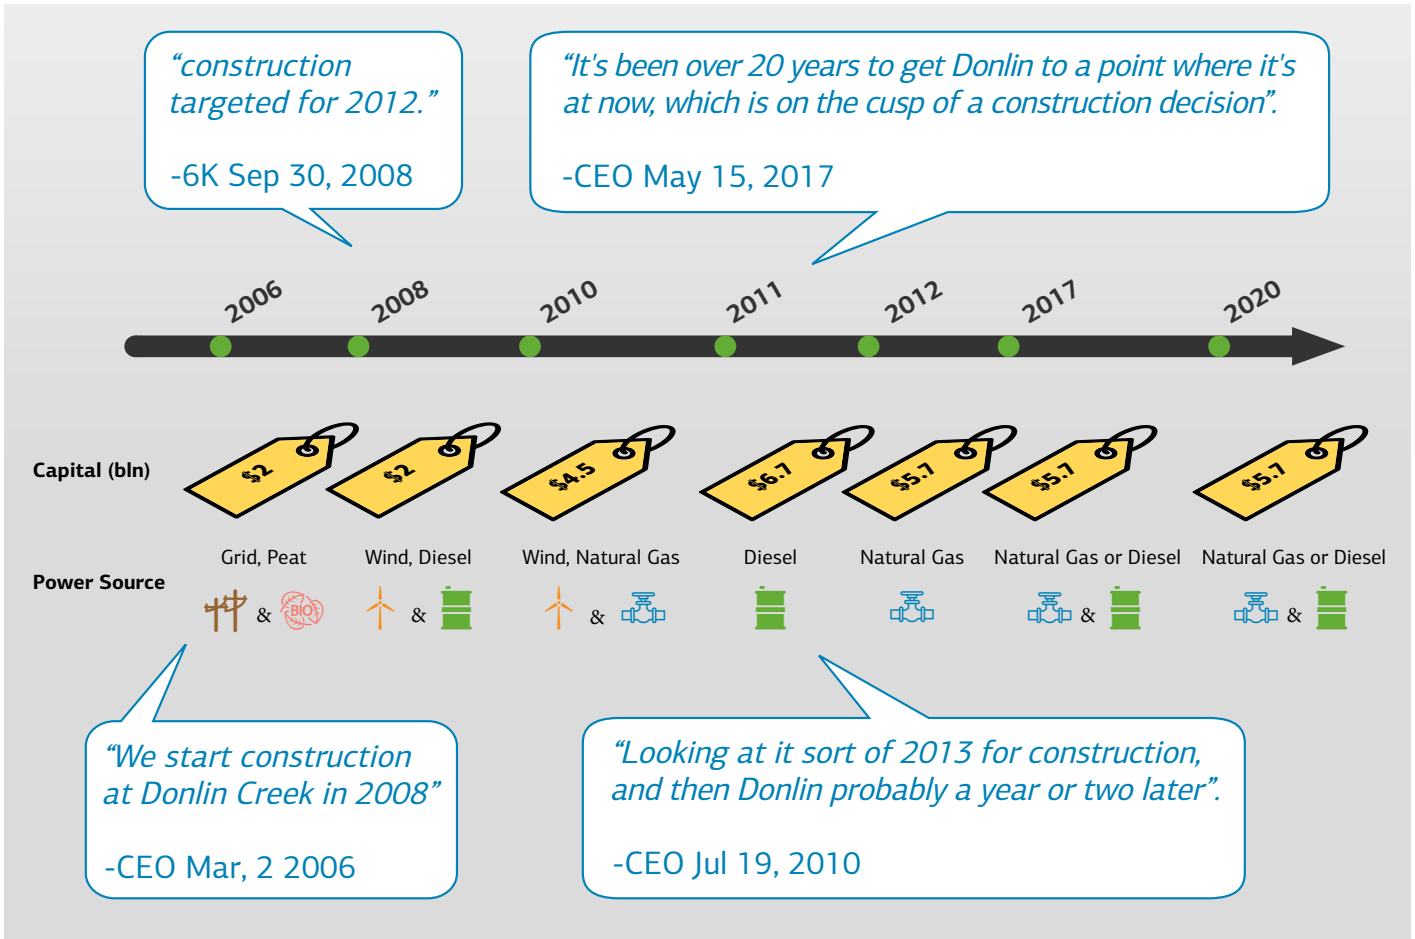 “construction
targeted for 2012.”
-6K Sep 30, 2008
“It's been over 20 years to get Donlin to a point where it's
at now, which is on the cusp of a construction decision”.
-CEO May 15, 2017
2006 2008 2010 2011 2012 2017 2020
Capital (bln) $2 $2 $4.5 $6.7 $5.7 $5.7 $5.7
Grid, Peat Wind, Diesel Wind, Natural Gas Diesel Natural Gas Natural Gas or Diesel Natural Gas or Diesel
Power Source
& BIO & & & &
“We start construction
at Donlin Creek in 2008”
-CEO Mar, 2 2006
“Looking at it sort of 2013 for construction,
and then Donlin probably a year or two later”.
-CEO Jul 19, 2010